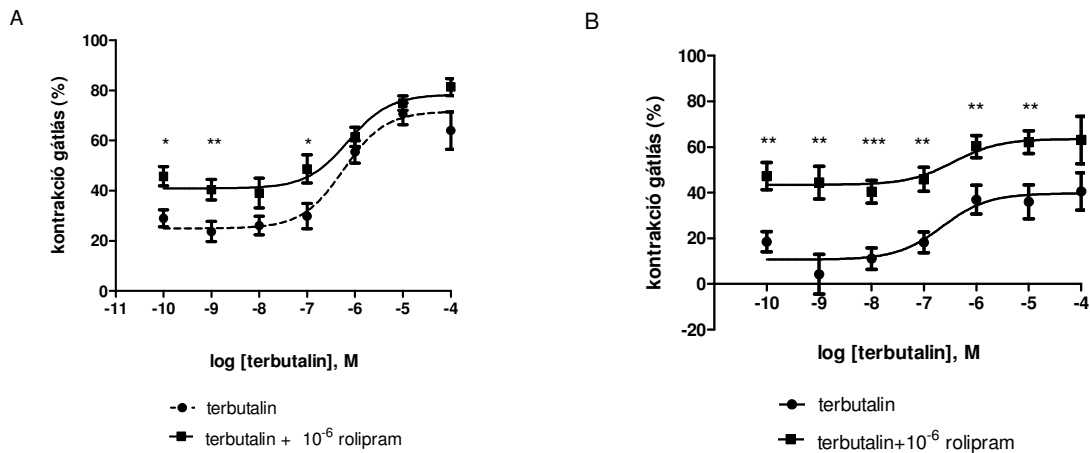 A
100
80
60
40
20
0
kontrakció gátlás (%)
* ** *
-11 -10 -9 -8 -7 -6 -5 -4
log [terbutalin], M
terbutalin
terbutalin + 10⁻⁶ rolipram
B
100
80
60
40
20
0
-20
kontrakció gátlás (%)
** ** *** ** ** **
-10 -9 -8 -7 -6 -5 -4
log [terbutalin], M
terbutalin
terbutalin+10⁻⁶ rolipram